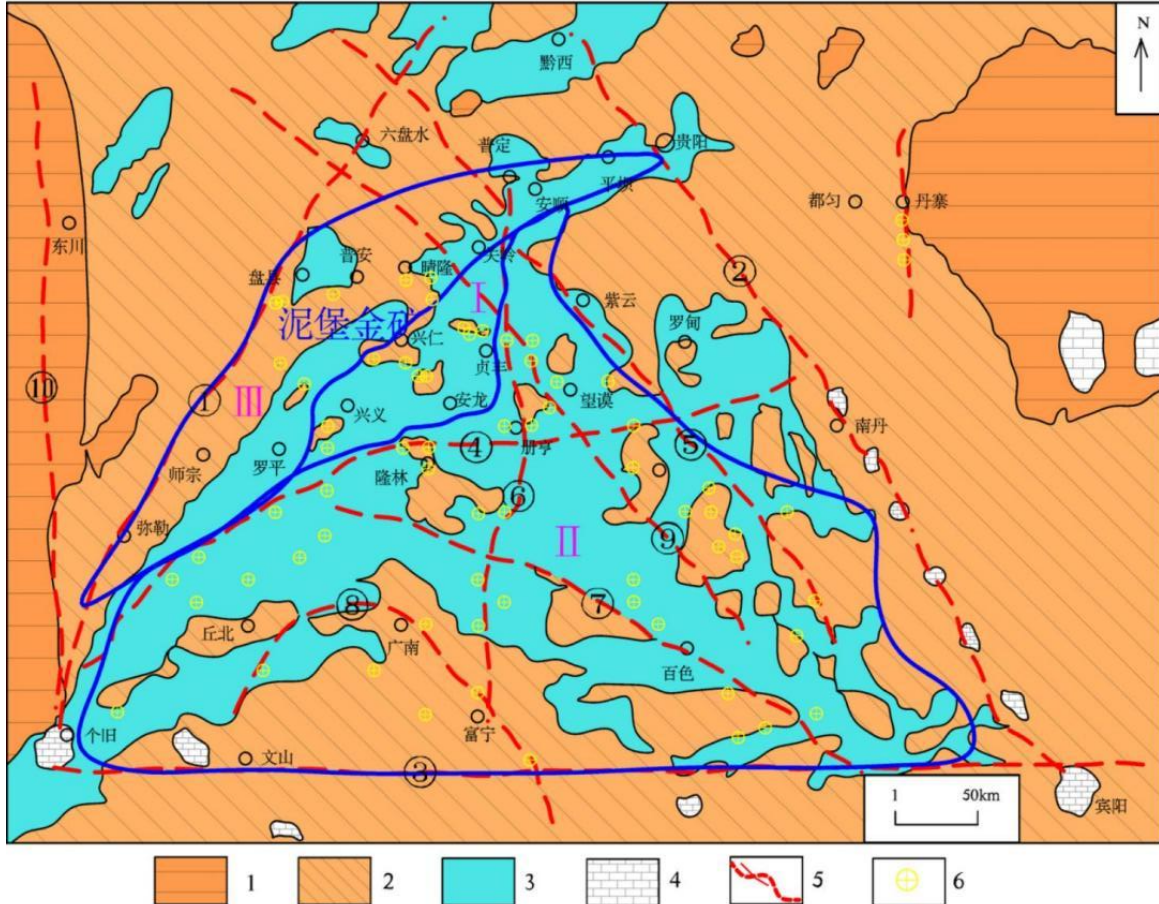 N
黔西
六盘水
普定
贵阳
平坝
安顺
都匀
丹寨
东川
关岭
②
普安
晴隆
盘县
Ⅰ
紫云
泥堡金矿
兴仁
罗甸
贞丰
⑩
①
Ⅲ
望谟
兴义
安龙
南丹
册亨
④
⑤
师宗
罗平
隆林
⑥
弥勒
Ⅱ
⑨
⑧
⑦
丘北
广南
百色
个旧
富宁
文山
③
1 50km
宾阳
1 2 3 4 5 6